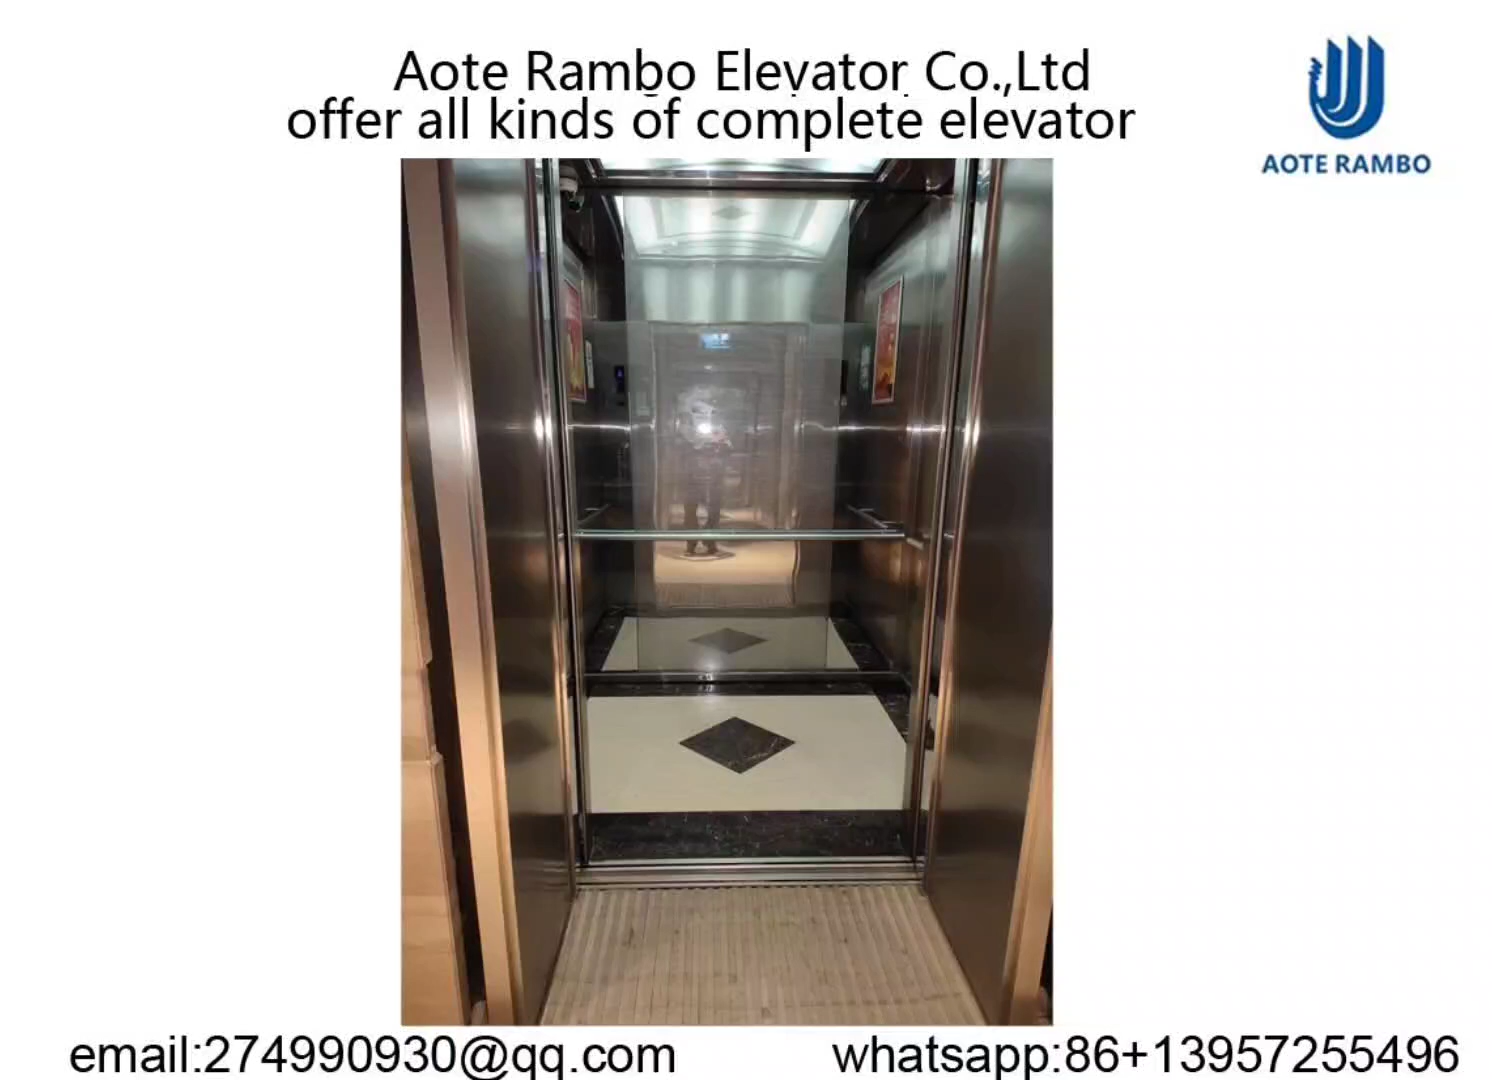 Aote Rambo Elevator Co.,Ltd
offer all kinds of complete elevator
AOTE RAMBO
email:274990930@qq.com
whatsapp:86+13957255496